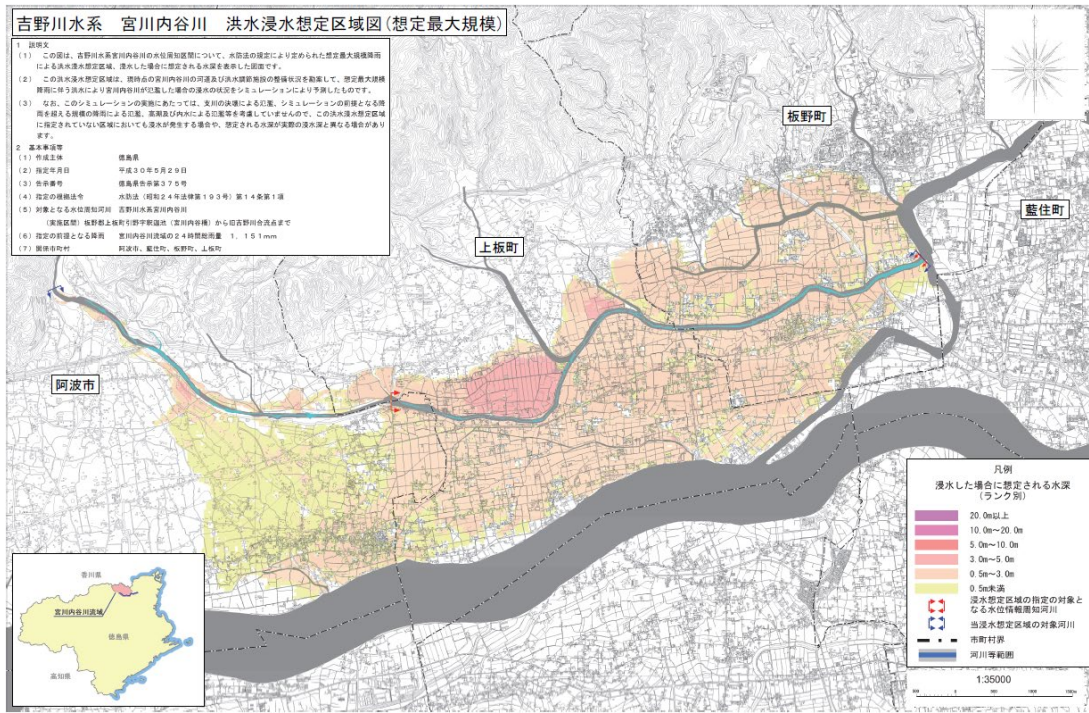 吉野川水系　宮川内谷川　洪水浸水想定区域図(想定最大規模)
1　説明文
(1)　この図は、吉野川水系宮川内谷川の水位周知区間について、水防法の規定により定められた想定最大規模降雨
による洪水浸水想定区域、浸水した場合に想定される水深を表示した図面です。
(2)　この洪水浸水想定区域は、現時点の宮川内谷川の河道及び洪水調節施設の整備状況を勘案して、想定最大規模
降雨に伴う洪水により宮川内谷川が氾濫した場合の浸水の状況をシミュレーションにより予測したものです。
(3)　なお、このシミュレーションの実施にあたっては、支川の決壊による氾濫、シミュレーションの前提となる降
雨を超える規模の降雨による氾濫、高潮及び内水による氾濫等を考慮していませんので、この洪水浸水想定区域
に指定されていない区域においても浸水が発生する場合や、想定される水深が実際の浸水深と異なる場合があり
ます。
2　基本事項等
(1)作成主体　徳島県
(2)指定年月日　平成30年5月29日
(3)告示番号　徳島県告示第375号
(4)指定の根拠法令　水防法（昭和24年法律第193号）第14条第1項
(5)対象となる水位周知河川　吉野川水系宮川内谷川
(実施区間)板野郡上板町引野字釈迦池（宮川内谷橋）から旧吉野川合流点まで
(6)指定の前提となる降雨　宮川内谷川流域の24時間総雨量　1,151mm
(7)関係市町村　阿波市、藍住町、板野町、上板町
板野町
藍住町
上板町
阿波市
凡例
浸水した場合に想定される水深
(ランク別)
20.0m以上
10.0m～20.0m
5.0m～10.0m
3.0m～5.0m
0.5m～3.0m
0.5m未満
浸水想定区域の指定の対象と
なる水位情報周知河川
当浸水想定区域の対象河川
市町村界
河川等範囲
1:35000
香川県
宮川内谷川流域
徳島県
高知県